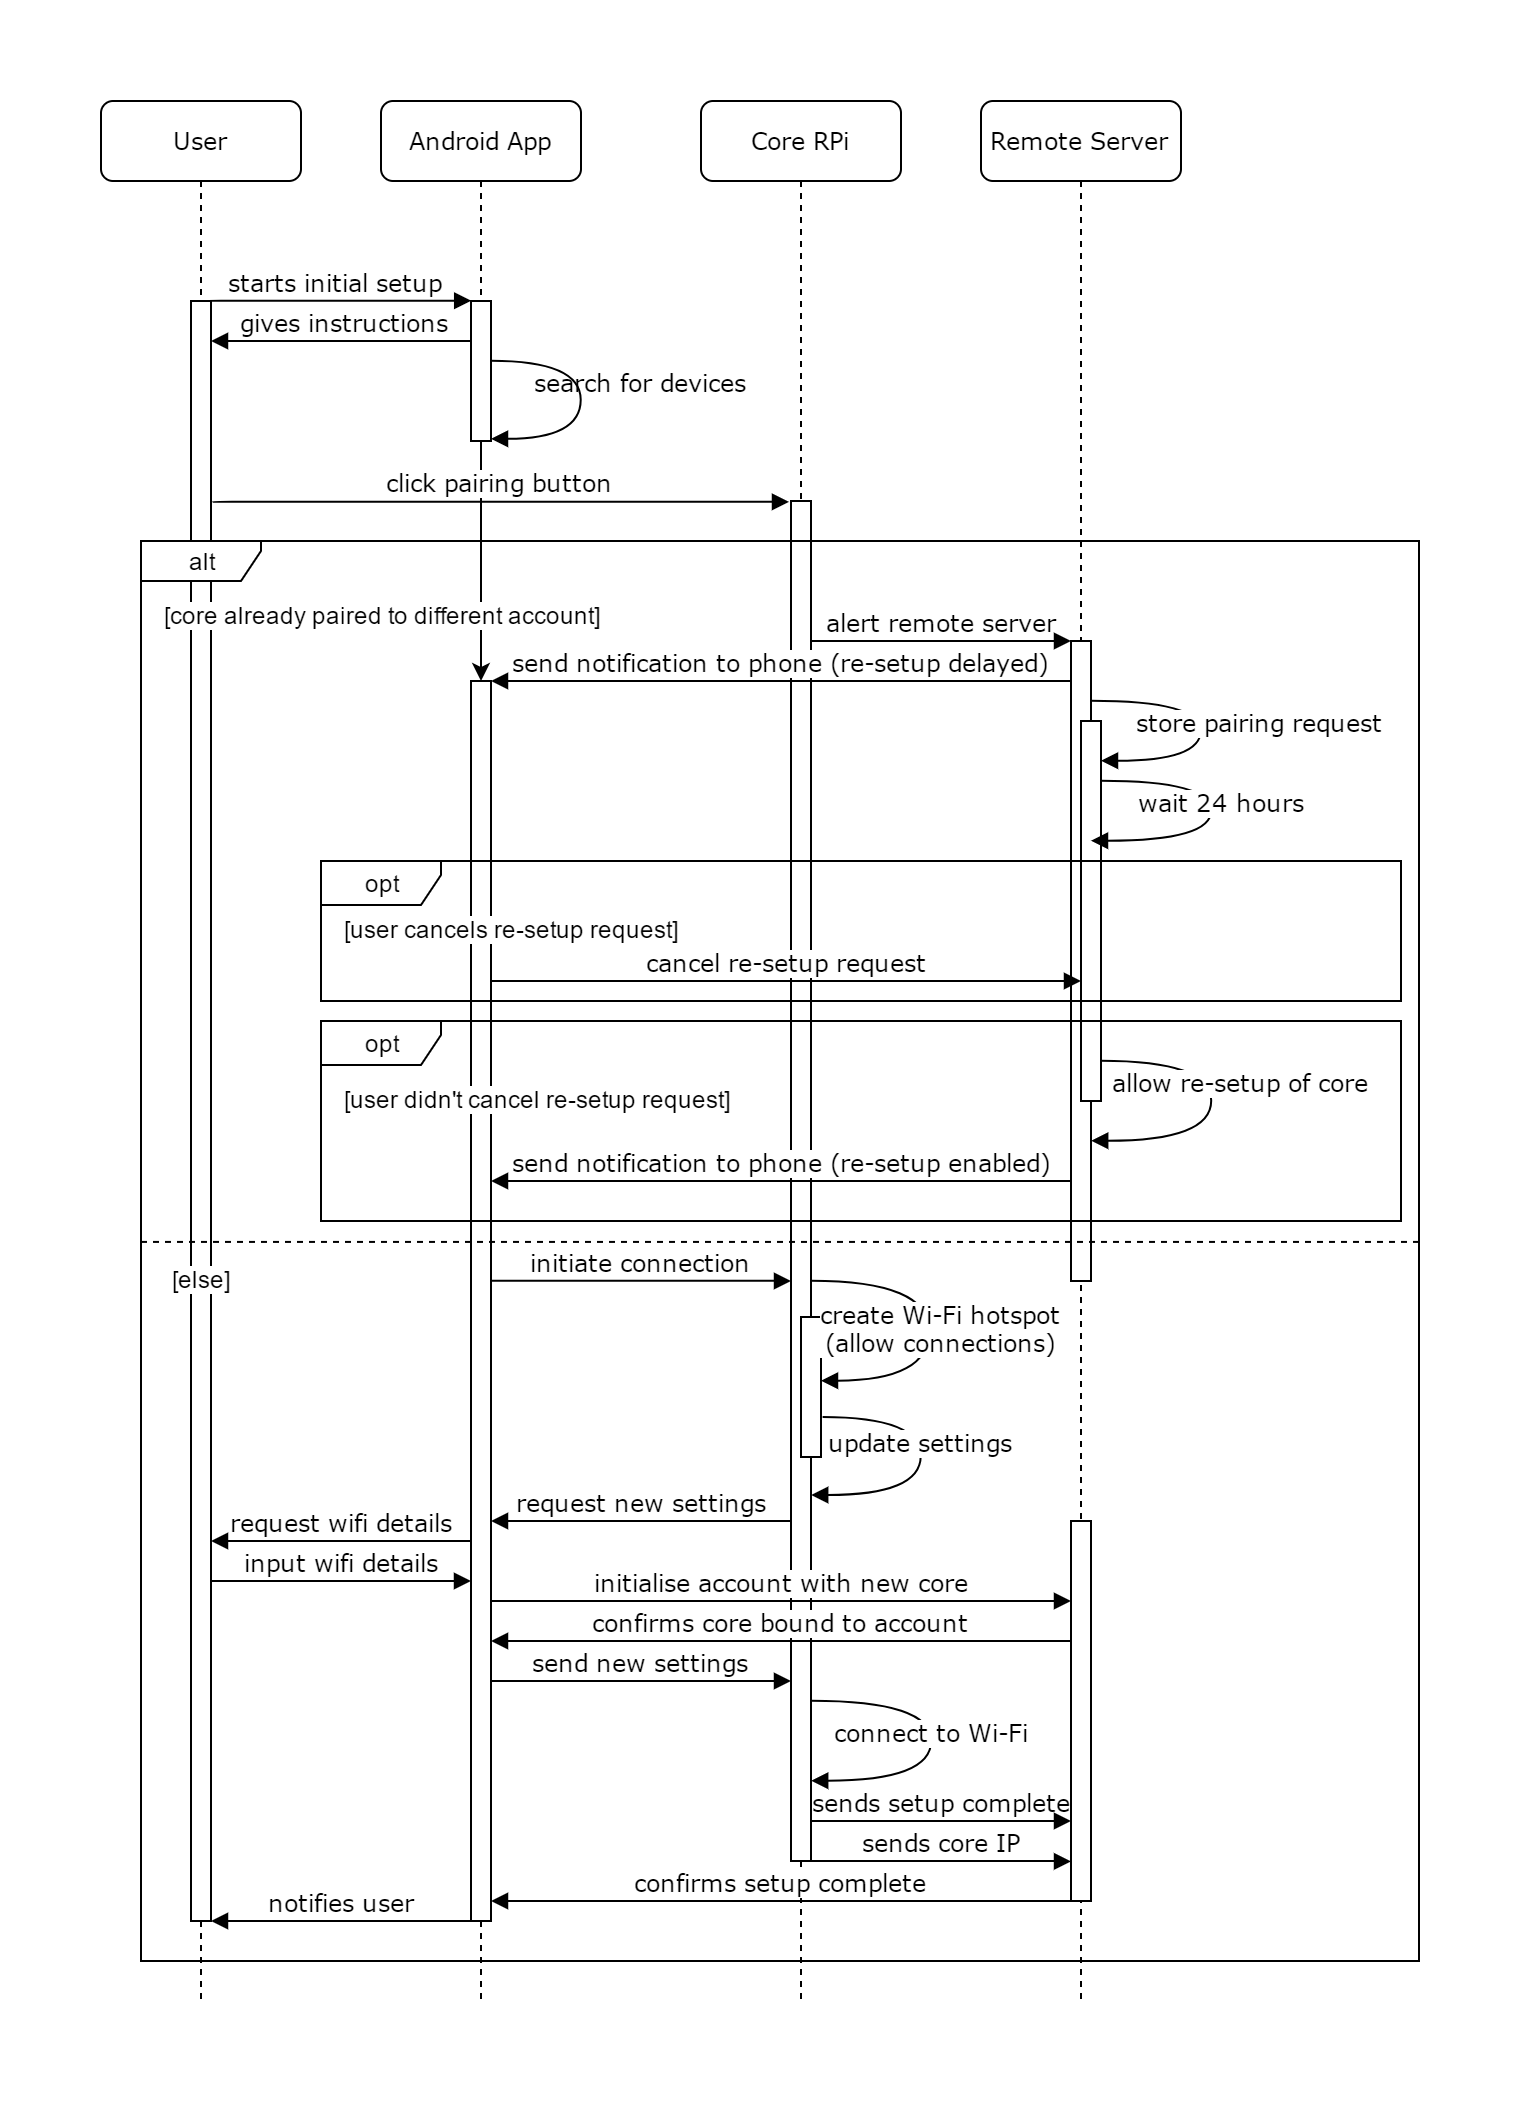 User
Android App
Core RPi
Remote Server
starts initial setup
gives instructions
search for devices
click pairing button
alt
[core already paired to different account]
alert remote server
send notification to phone (re-setup delayed)
store pairing request
wait 24 hours
opt
[user cancels re-setup request]
cancel re-setup request
opt
[user didn't cancel re-setup request]
allow re-setup of core
send notification to phone (re-setup enabled)
[else]
initiate connection
create Wi-Fi hotspot
(allow connections)
update settings
request new settings
request wifi details
input wifi details
initialise account with new core
confirms core bound to account
send new settings
connect to Wi-Fi
sends setup complete
sends core IP
confirms setup complete
notifies user